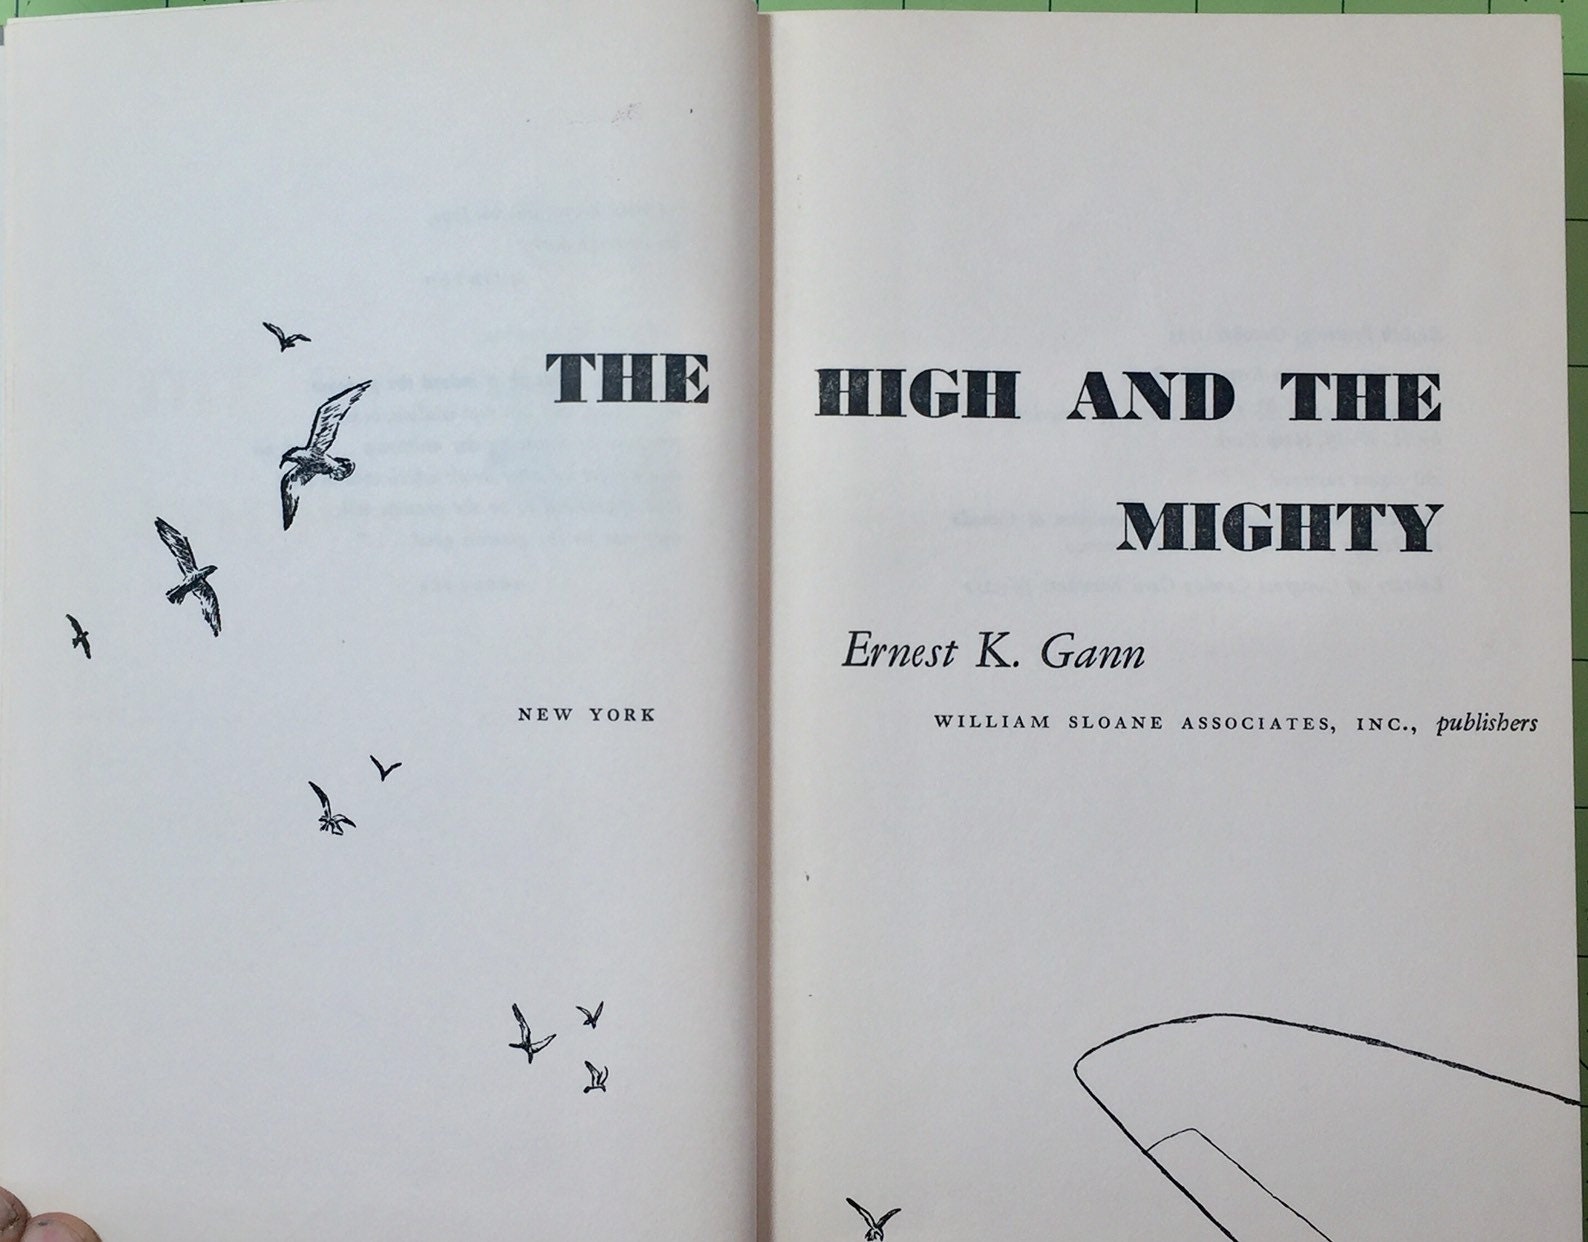 THE HIGH AND THE
MIGHTY
Ernest K. Gann
NEW YORK WILLIAM SLOANE ASSOCIATES, INC., publishers